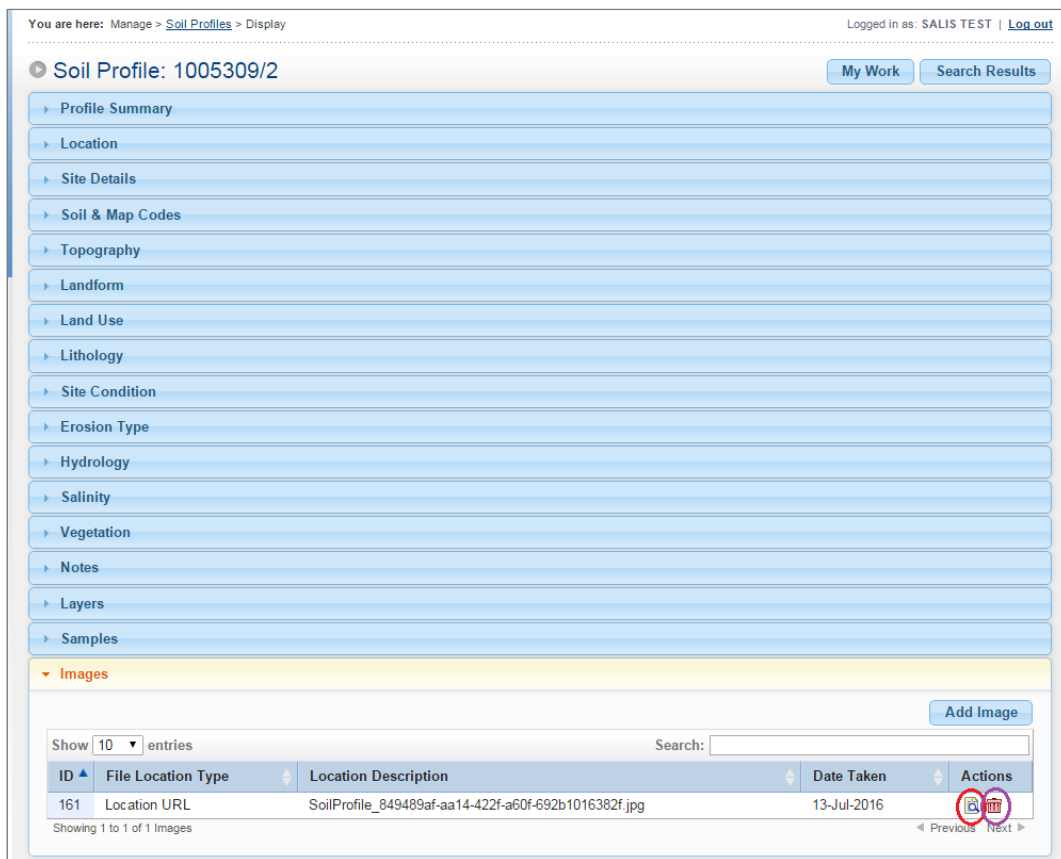 You are here: Manage > Soil Profiles > Display Logged in as: SALIS TEST | Log out
Soil Profile: 1005309/2 My Work Search Results
Profile Summary
Location
Site Details
Soil & Map Codes
Topography
Landform
Land Use
Lithology
Site Condition
Erosion Type
Hydrology
Salinity
Vegetation
Notes
Layers
Samples
Images
Add Image
Show 10 entries Search:
ID File Location Type Location Description Date Taken Actions
161 Location URL SoilProfile_849489af-aa14-422f-a60f-692b1016382f.jpg 13-Jul-2016
Showing 1 to 1 of 1 Images Previous Next